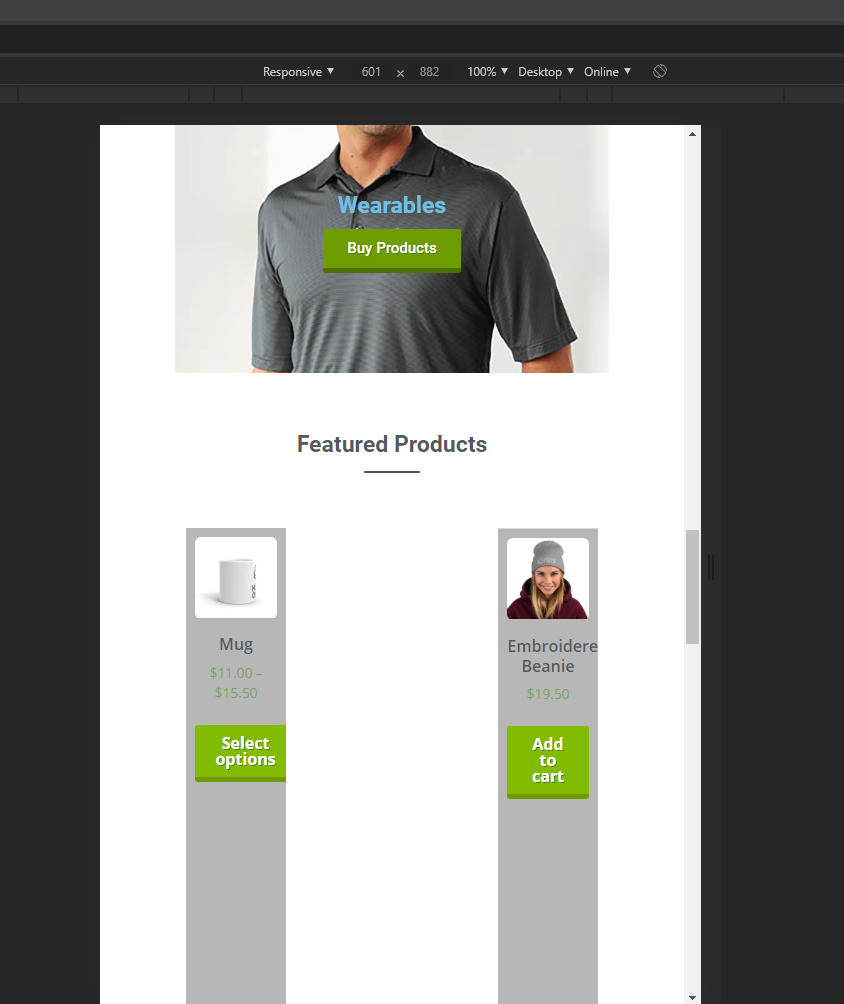 Responsive ▼ 601 × 882 100% ▼ Desktop ▼ Online ▼
Wearables
Buy Products
Featured Products
Mug
$11.00 –
$15.50
Select
options
Embroidere
Beanie
$19.50
Add
to
cart